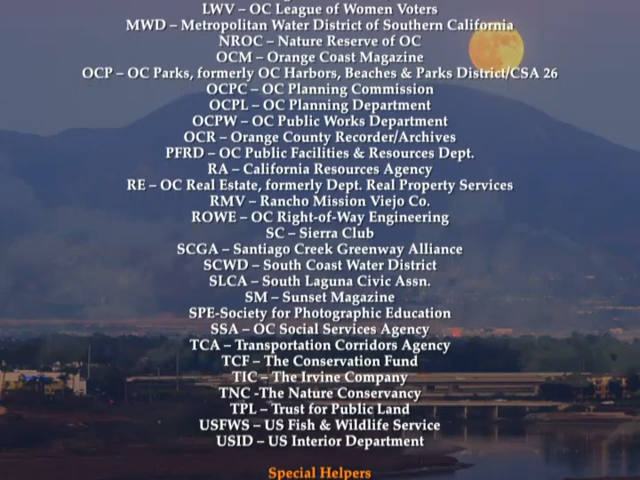 LWV – OC League of Women Voters
MWD – Metropolitan Water District of Southern California
NROC – Nature Reserve of OC
OCM – Orange Coast Magazine
OCP – OC Parks, formerly OC Harbors, Beaches & Parks District/CSA 26
OCPC – OC Planning Commission
OCPL – OC Planning Department
OCPW – OC Public Works Department
OCR – Orange County Recorder/Archives
PFRD – OC Public Facilities & Resources Dept.
RA – California Resources Agency
RE – OC Real Estate, formerly Dept. Real Property Services
RMV – Rancho Mission Viejo Co.
ROWE – OC Right-of-Way Engineering
SC – Sierra Club
SCGA – Santiago Creek Greenway Alliance
SCWD – South Coast Water District
SLCA – South Laguna Civic Assn.
SM – Sunset Magazine
SPE-Society for Photographic Education
SSA – OC Social Services Agency
TCA – Transportation Corridors Agency
TCF – The Conservation Fund
TIC – The Irvine Company
TNC -The Nature Conservancy
TPL – Trust for Public Land
USFWS – US Fish & Wildlife Service
USID – US Interior Department
Special Helpers